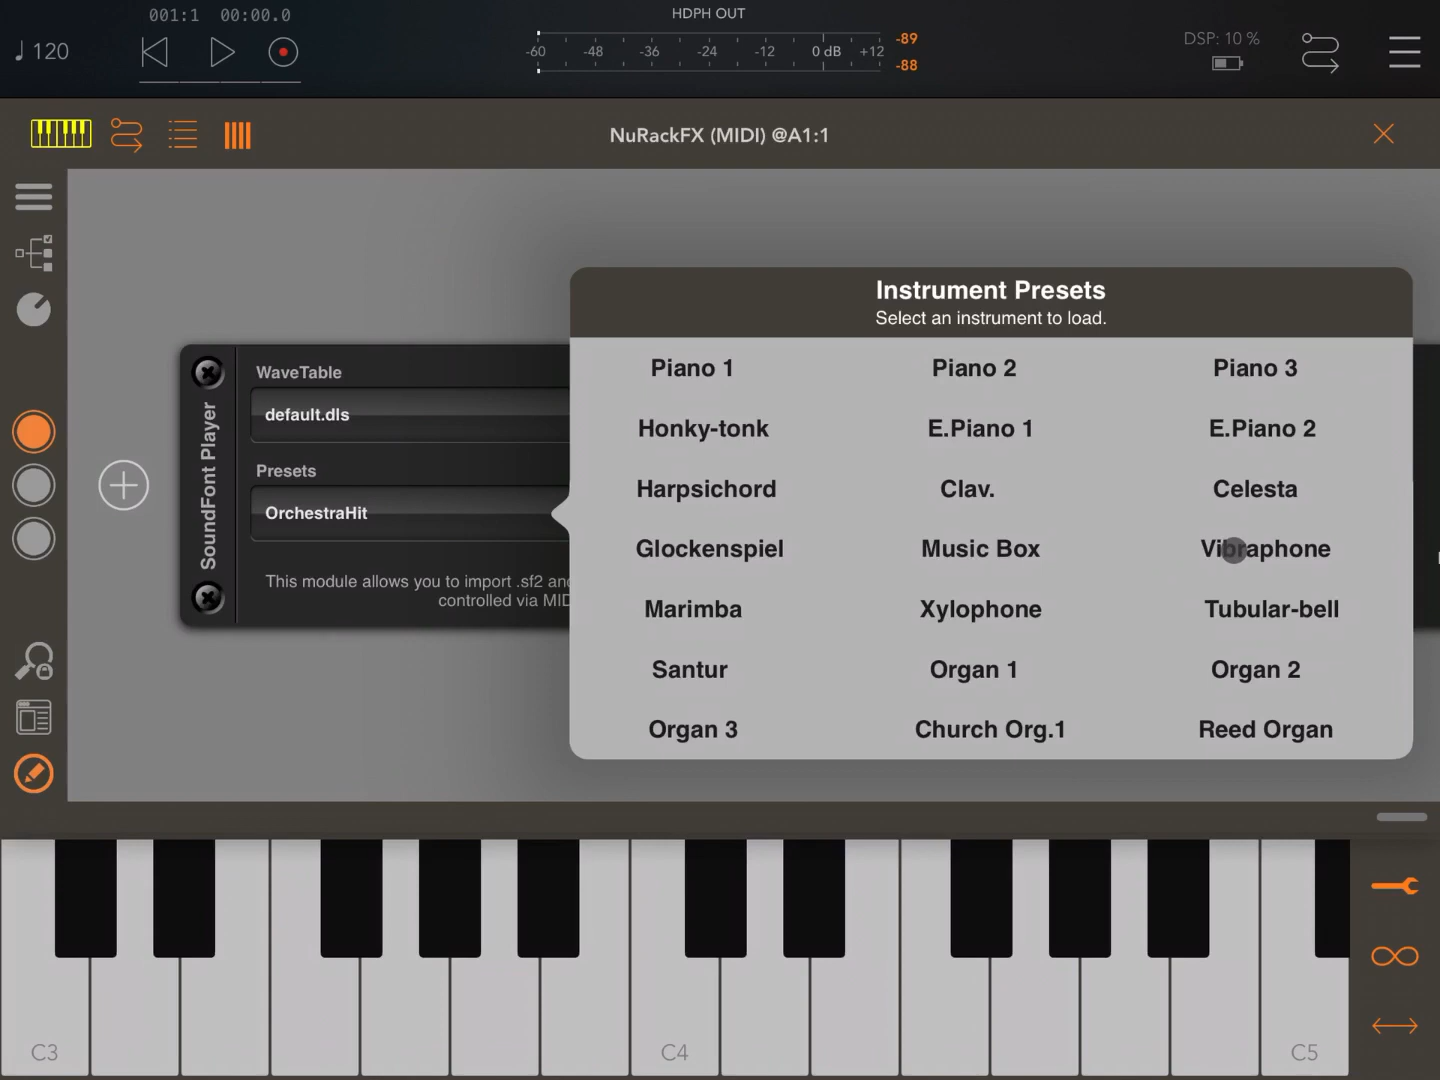 001:1 00:00.0
HDPH OUT
120
-60 -48 -36 -24 -12 0 dB +12
-89
-88
DSP: 10 %
NuRackFX (MIDI) @A1:1
Instrument Presets
Select an instrument to load.
SoundFont Player
WaveTable
default.dls
Presets
OrchestraHit
This module allows you to import .sf2 and
controlled via MID
Piano 1 Piano 2 Piano 3
Honky-tonk E.Piano 1 E.Piano 2
Harpsichord Clav. Celesta
Glockenspiel Music Box Vibraphone
Marimba Xylophone Tubular-bell
Santur Organ 1 Organ 2
Organ 3 Church Org.1 Reed Organ
C3 C4 C5